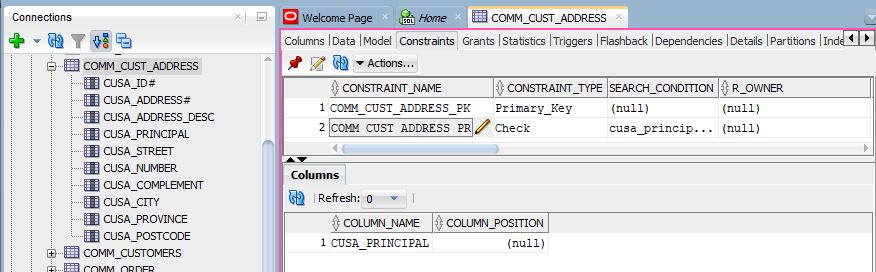 Connections
COMM_CUST_ADDRESS
CUSA_ID#
CUSA_ADDRESS#
CUSA_ADDRESS_DESC
CUSA_PRINCIPAL
CUSA_STREET
CUSA_NUMBER
CUSA_COMPLEMENT
CUSA_CITY
CUSA_PROVINCE
CUSA_POSTCODE
COMM_CUSTOMERS
COMM_ORDER
Welcome Page Home COMM_CUST_ADDRESS
Columns Data Model Constraints Grants Statistics Triggers Flashback Dependencies Details Partitions Inde
Actions...
CONSTRAINT_NAME CONSTRAINT_TYPE SEARCH_CONDITION R_OWNER
1 COMM_CUST_ADDRESS_PK Primary_Key (null) (null)
2 COMM_CUST_ADDRESS_PR Check cusa_princip... (null)
Columns
Refresh: 0
COLUMN_NAME COLUMN_POSITION
1 CUSA_PRINCIPAL (null)